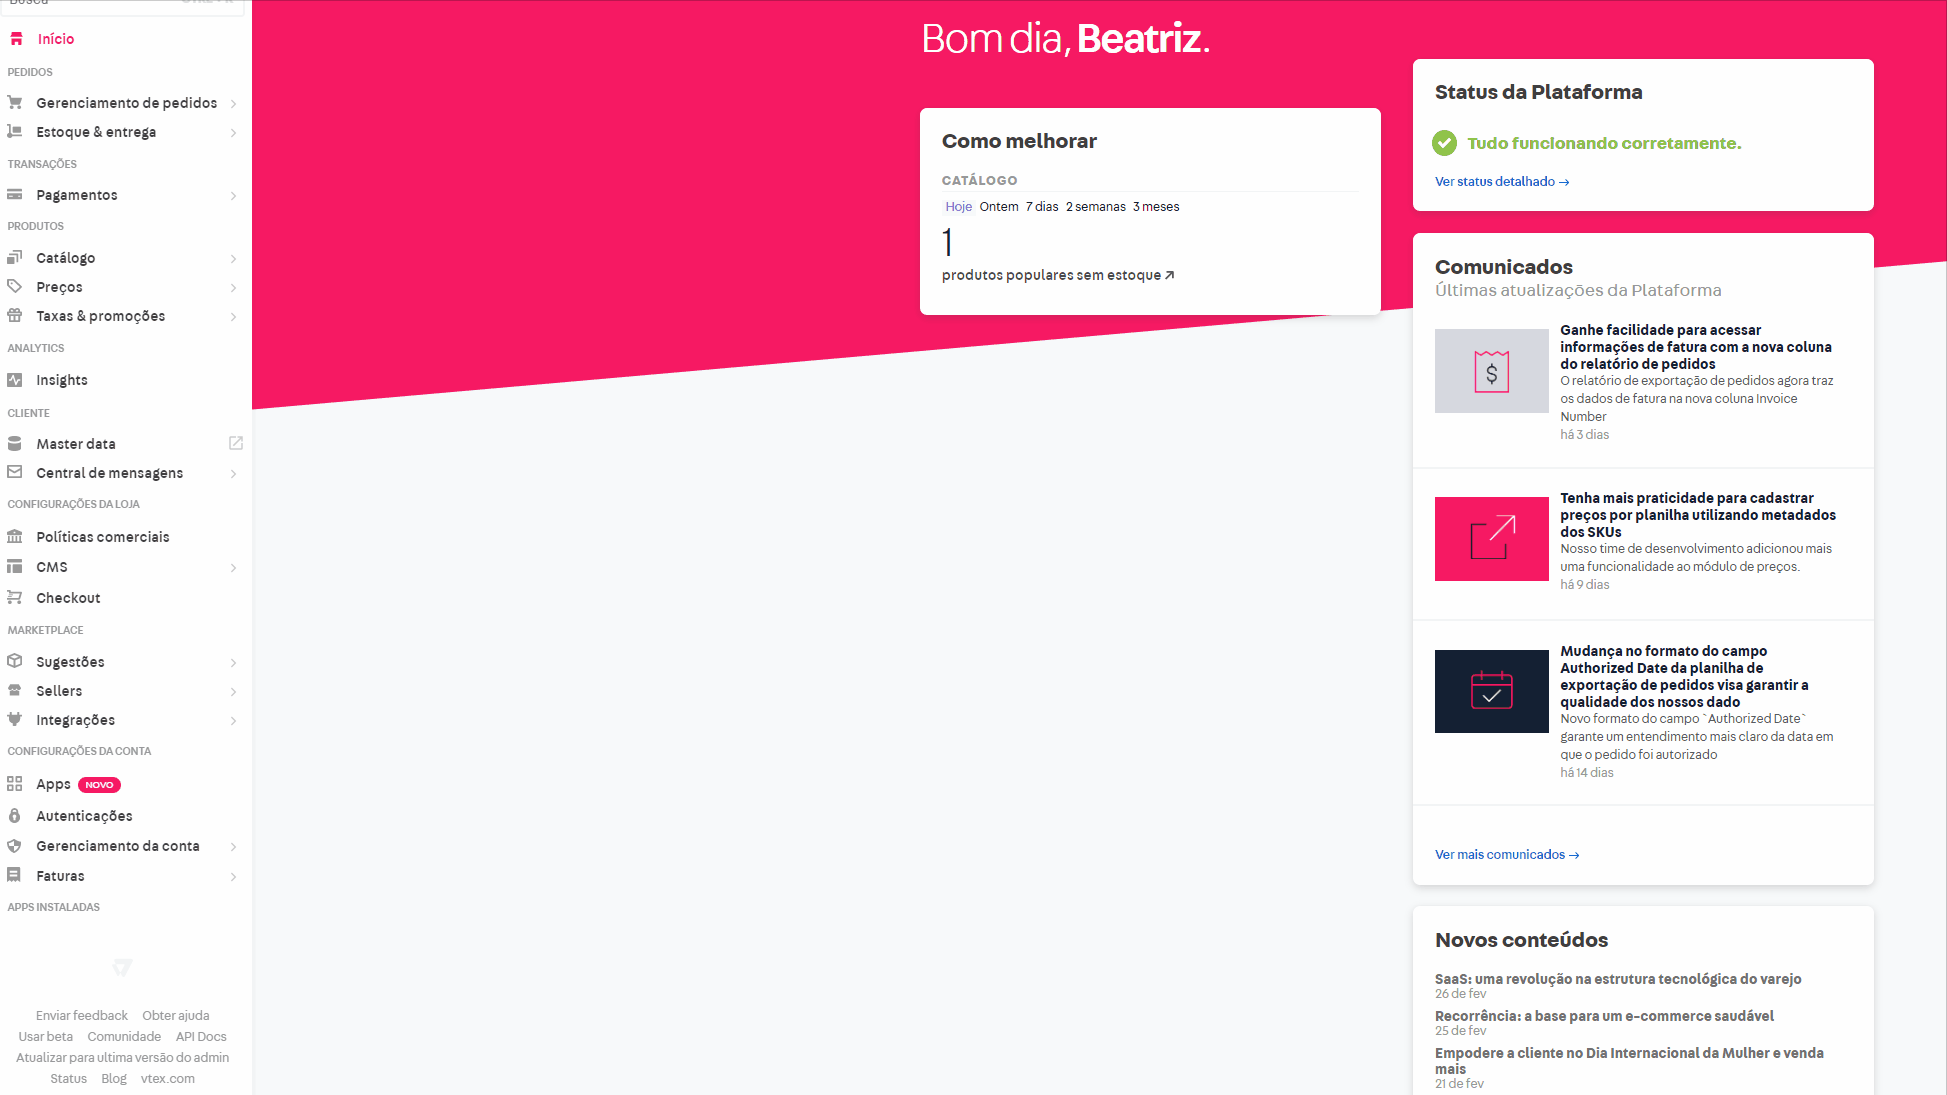 Busca CTRL + K
Início
PEDIDOS
Gerenciamento de pedidos
Estoque & entrega
TRANSAÇÕES
Pagamentos
PRODUTOS
Catálogo
Preços
Taxas & promoções
ANALYTICS
Insights
CLIENTE
Master data
Central de mensagens
CONFIGURAÇÕES DA LOJA
Políticas comerciais
CMS
Checkout
MARKETPLACE
Sugestões
Sellers
Integrações
CONFIGURAÇÕES DA CONTA
Apps NOVO
Autenticações
Gerenciamento da conta
Faturas
APPS INSTALADAS
Enviar feedback Obter ajuda
Usar beta Comunidade API Docs
Atualizar para ultima versão do admin
Status Blog vtex.com
Bom dia, Beatriz.
Como melhorar
CATÁLOGO
Hoje Ontem 7 dias 2 semanas 3 meses
1
produtos populares sem estoque ↗
Status da Plataforma
Tudo funcionando corretamente.
Ver status detalhado →
Comunicados
Últimas atualizações da Plataforma
$
Ganhe facilidade para acessar
informações de fatura com a nova coluna
do relatório de pedidos
O relatório de exportação de pedidos agora traz
os dados de fatura na nova coluna Invoice
Number
há 3 dias
Tenha mais praticidade para cadastrar
preços por planilha utilizando metadados
dos SKUs
Nosso time de desenvolvimento adicionou mais
uma funcionalidade ao módulo de preços.
há 9 dias
Mudança no formato do campo
Authorized Date da planilha de
exportação de pedidos visa garantir a
qualidade dos nossos dado
Novo formato do campo `Authorized Date`
garante um entendimento mais claro da data em
que o pedido foi autorizado
há 14 dias
Ver mais comunicados →
Novos conteúdos
SaaS: uma revolução na estrutura tecnológica do varejo
26 de fev
Recorrência: a base para um e-commerce saudável
25 de fev
Empodere a cliente no Dia Internacional da Mulher e venda
mais
21 de fev